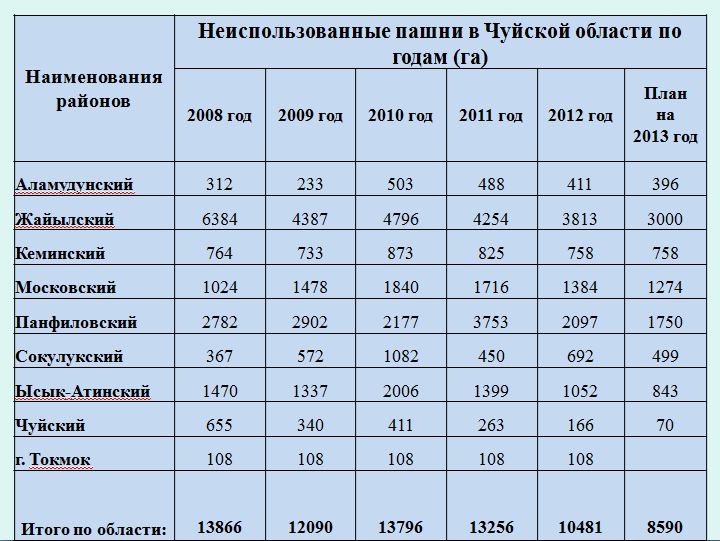 Наименования районов
Неиспользованные пашни в Чуйской области по
годам (га)
2008 год 2009 год 2010 год 2011 год 2012 год План на 2013 год
Аламудунский 312 233 503 488 411 396
Жайылский 6384 4387 4796 4254 3813 3000
Кеминский 764 733 873 825 758 758
Московский 1024 1478 1840 1716 1384 1274
Панфиловский 2782 2902 2177 3753 2097 1750
Сокулукский 367 572 1082 450 692 499
Ысык-Атинский 1470 1337 2006 1399 1052 843
Чуйский 655 340 411 263 166 70
г. Токмок 108 108 108 108 108
Итого по области: 13866 12090 13796 13256 10481 8590